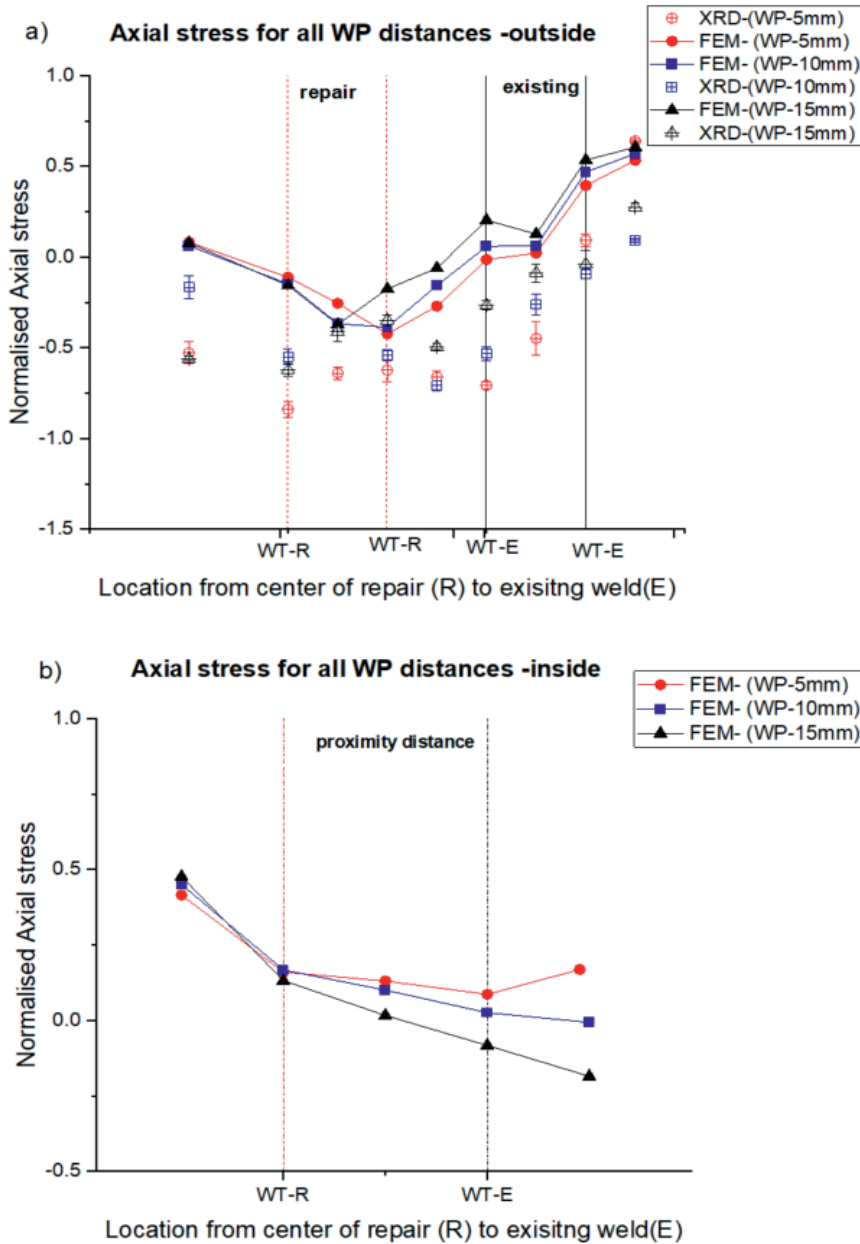 a)
Axial stress for all WP distances -outside
XRD-(WP-5mm)
FEM- (WP-5mm)
FEM- (WP-10mm)
XRD-(WP-10mm)
FEM-(WP-15mm)
XRD-(WP-15mm)
repair
existing
Normalised Axial stress
1.0
0.5
0.0
-0.5
-1.0
-1.5
WT-R
WT-R
WT-E
WT-E
Location from center of repair (R) to exisitng weld(E)
b)
Axial stress for all WP distances -inside
FEM- (WP-5mm)
FEM- (WP-10mm)
FEM- (WP-15mm)
proximity distance
Normalised Axial stress
1.0
0.5
0.0
-0.5
WT-R
WT-E
Location from center of repair (R) to exisitng weld(E)